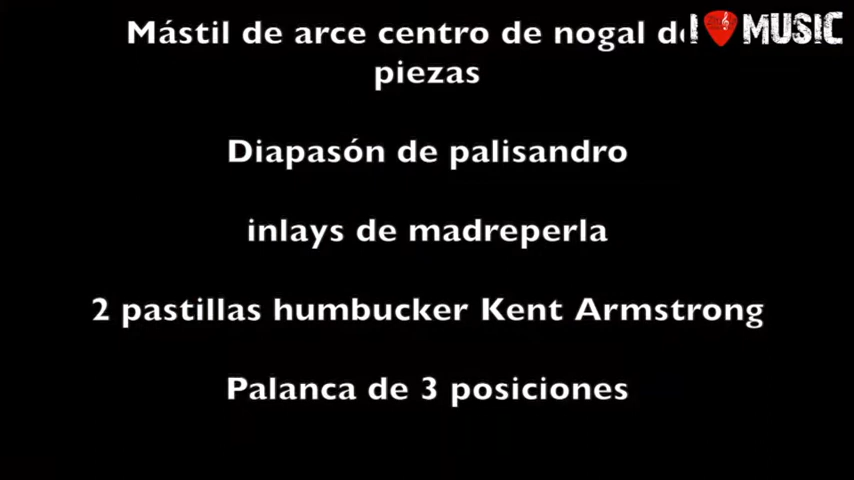 Mástil de arce centro de nogal de
piezas
Diapasón de palisandro
inlays de madreperla
2 pastillas humbucker Kent Armstrong
Palanca de 3 posiciones
I MUSIC